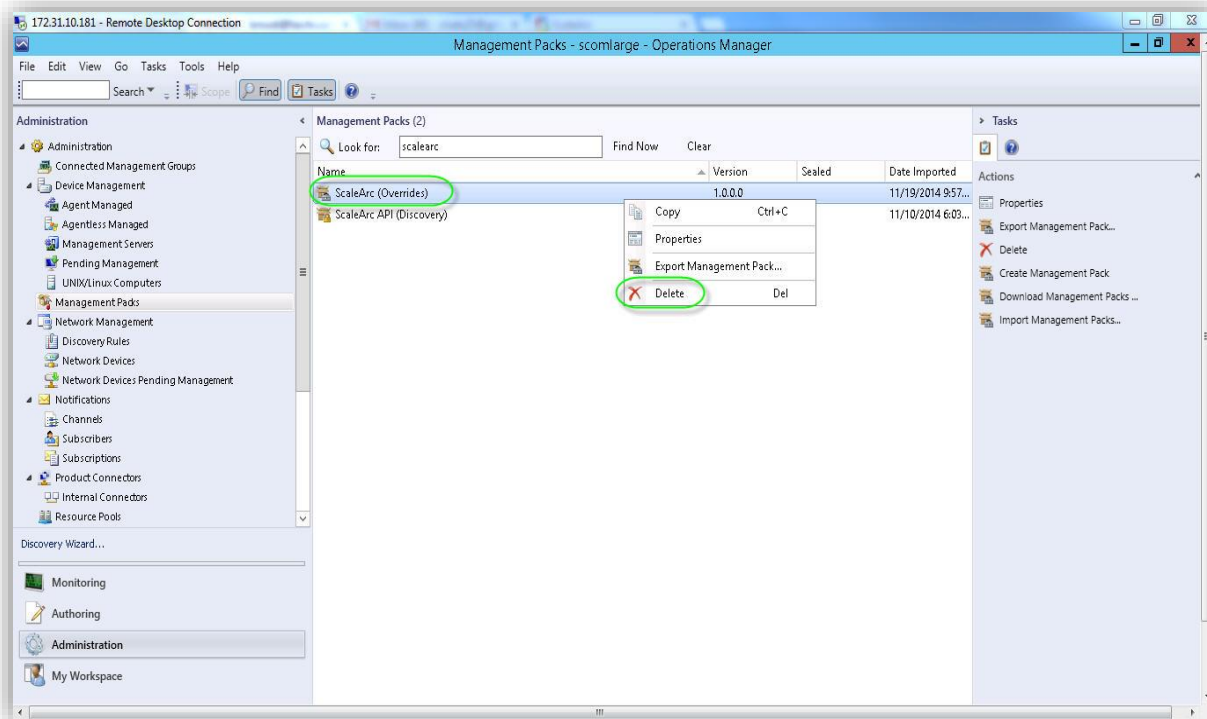 172.31.10.181 - Remote Desktop Connection
Management Packs - scomlarge - Operations Manager
File Edit View Go Tasks Tools Help
Search Scope Find Tasks
Administration
Administration
Connected Management Groups
Device Management
Agent Managed
Agentless Managed
Management Servers
Pending Management
UNIX/Linux Computers
Management Packs
Network Management
Discovery Rules
Network Devices
Network Devices Pending Management
Notifications
Channels
Subscribers
Subscriptions
Product Connectors
Internal Connectors
Resource Pools
Discovery Wizard...
Monitoring
Authoring
Administration
My Workspace
Management Packs (2)
Look for: scalearc Find Now Clear
Name Version Sealed Date Imported
ScaleArc (Overrides) 1.0.0.0 11/19/2014 9:57...
ScaleArc API (Discovery) 11/10/2014 6:03...
Copy Ctrl+C
Properties
Export Management Pack...
Delete Del
Tasks
Actions
Properties
Export Management Pack...
Delete
Create Management Pack
Download Management Packs ...
Import Management Packs...